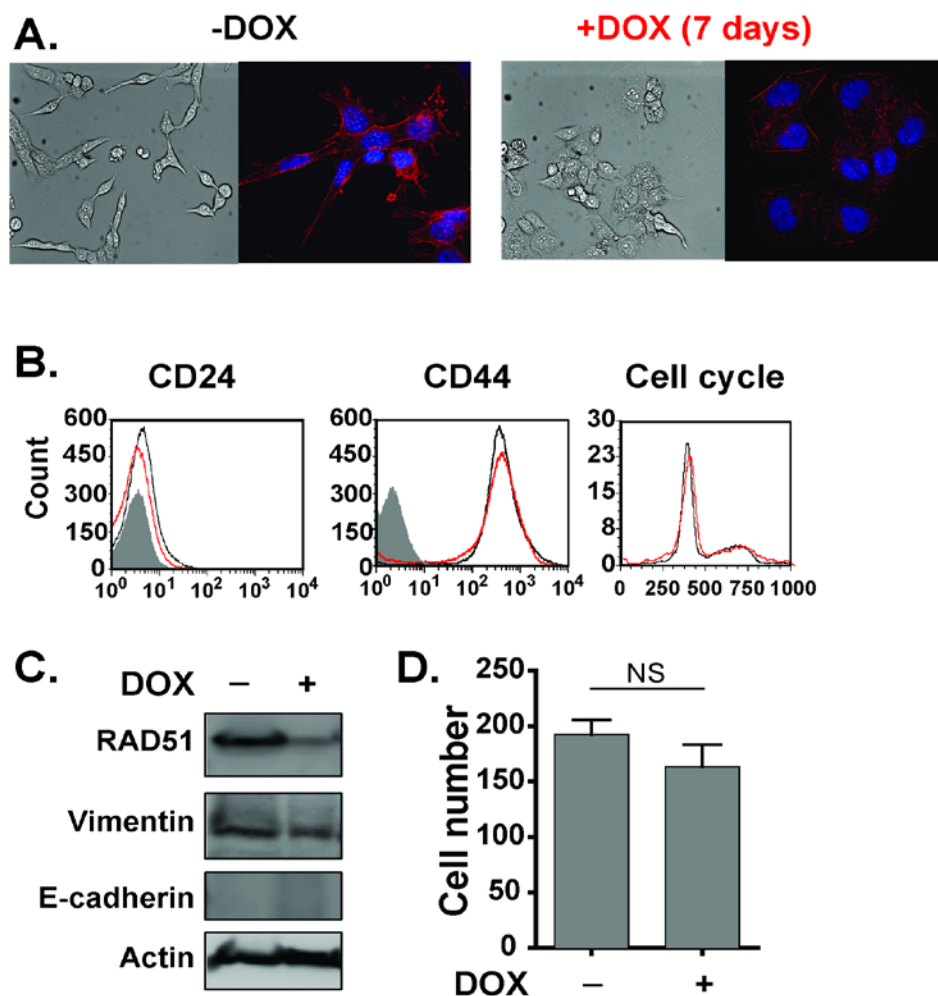 A.
-DOX
+DOX (7 days)
B.
CD24
CD44
Cell cycle
Count
600
450
300
150
0
10^0 10^1 10^2 10^3 10^4
600
450
300
150
0
10^0 10^1 10^2 10^3 10^4
30
23
15
8
0
0 250 500 750 1000
C.
DOX – +
RAD51
Vimentin
E-cadherin
Actin
D.
Cell number
250
200
150
100
50
0
NS
DOX – +